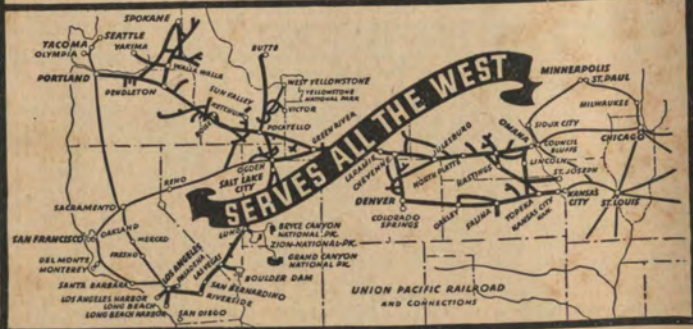 SPOKANE
TACOMA
SEATTLE
OLYMPIA
YAKIMA
WALLA WALLA
PORTLAND
PENDLETON
BUTTE
SUN VALLEY
KETCHUM
WEST YELLOWSTONE
YELLOWSTONE
NATIONAL PARK
VICTOR
BOISE
POCATELLO
GREEN RIVER
SERVES ALL THE WEST
MINNEAPOLIS
ST. PAUL
MILWAUKEE
SIOUX CITY
CHICAGO
OMAHA
COUNCIL
BLUFFS
LINCOLN
ST. JOSEPH
LARAMIE
CHEYENNE
NORTH PLATTE
HASTINGS
DENVER
COLORADO
SPRINGS
OAKLEY
SALINA
TOPEKA
KANSAS CITY
KAN.
KANSAS
CITY
ST. LOUIS
OGDEN
SALT LAKE
CITY
RENO
SACRAMENTO
SAN FRANCISCO
OAKLAND
MERCED
FRESNO
DEL MONTE
MONTEREY
SANTA BARBARA
LUND
BRYCE CANYON
NATIONAL PK.
ZION-NATIONAL-PK.
GRAND CANYON
NATIONAL PK.
LOS ANGELES
PASADENA
LAS VEGAS
BOULDER DAM
SAN BERNARDINO
RIVERSIDE
LOS ANGELES HARBOR
LONG BEACH
LONG BEACH HARBOR
SAN DIEGO
UNION PACIFIC RAILROAD
AND CONNECTIONS